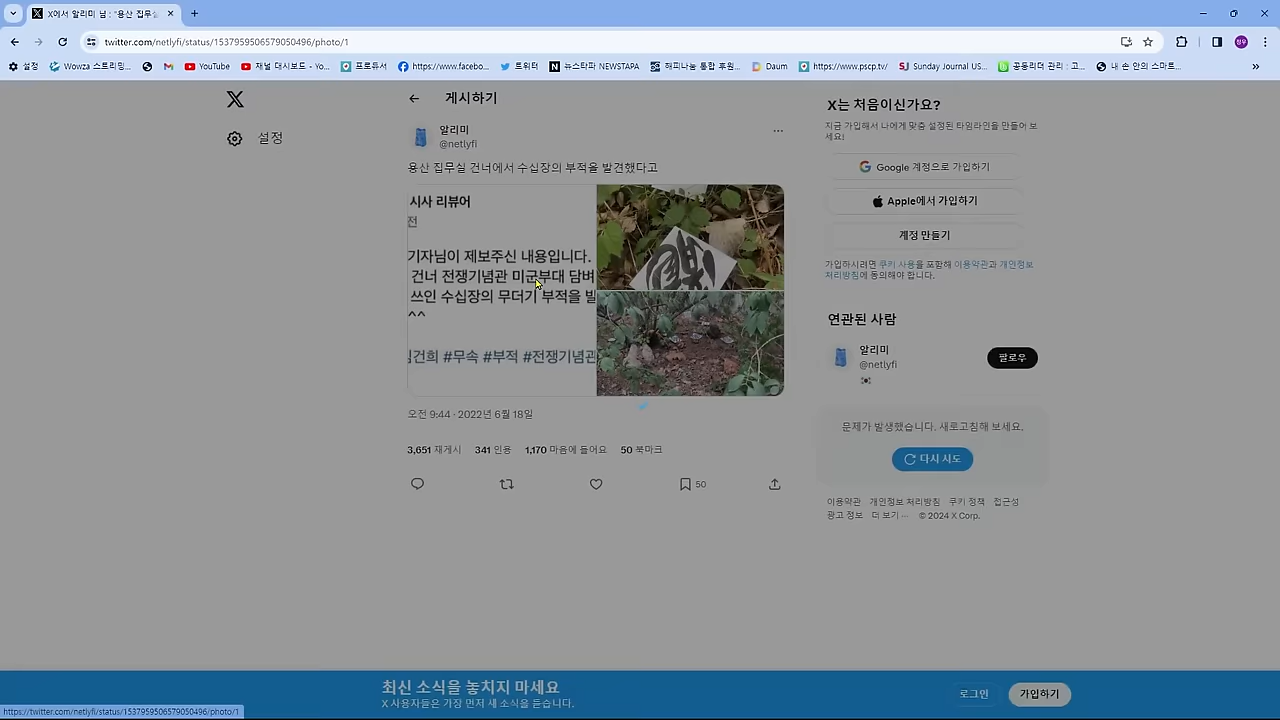 X에서 알리미 님 : "용산 집무실
twitter.com/netlyfi/status/1537959506579050496/photo/1
설정
Wowza 스트리밍...
YouTube
채널 대시보드 - Yo...
프로듀서
https://www.facebo...
트위터
뉴스타파 NEWSTAPA
해피나눔 통합 후원...
Daum
https://www.pscp.tv/
Sunday Journal US...
공동리더 관리 : 고...
내 손 안의 스마트...
설정
게시하기
알리미
@netlyfi
용산 집무실 건너에서 수십장의 부적을 발견했다고
시사 리뷰어
전
기자님이 제보주신 내용입니다.
건너 전쟁기념관 미군부대 담벼
쓰인 수십장의 무더기 부적을 발
^^
김건희 #무속 #부적 #전쟁기념관
오전 9:44 · 2022년 6월 18일
3,651 재게시 341 인용 1,170 마음에 들어요 50 북마크
50
X는 처음이신가요?
지금 가입해서 나에게 맞춤 설정된 타임라인을 만들어 보
세요!
Google 계정으로 가입하기
Apple에서 가입하기
계정 만들기
가입하시려면 쿠키 사용을 포함해 이용약관과 개인정보
처리방침에 동의해야 합니다.
연관된 사람
알리미
@netlyfi
팔로우
문제가 발생했습니다. 새로고침해 보세요.
다시 시도
이용약관 개인정보 처리방침 쿠키 정책 접근성
광고 정보 더 보기 ··· © 2024 X Corp.
최신 소식을 놓치지 마세요
X 사용자들은 가장 먼저 새 소식을 듣습니다.
로그인
가입하기
https://twitter.com/netlyfi/status/1537959506579050496/photo/1